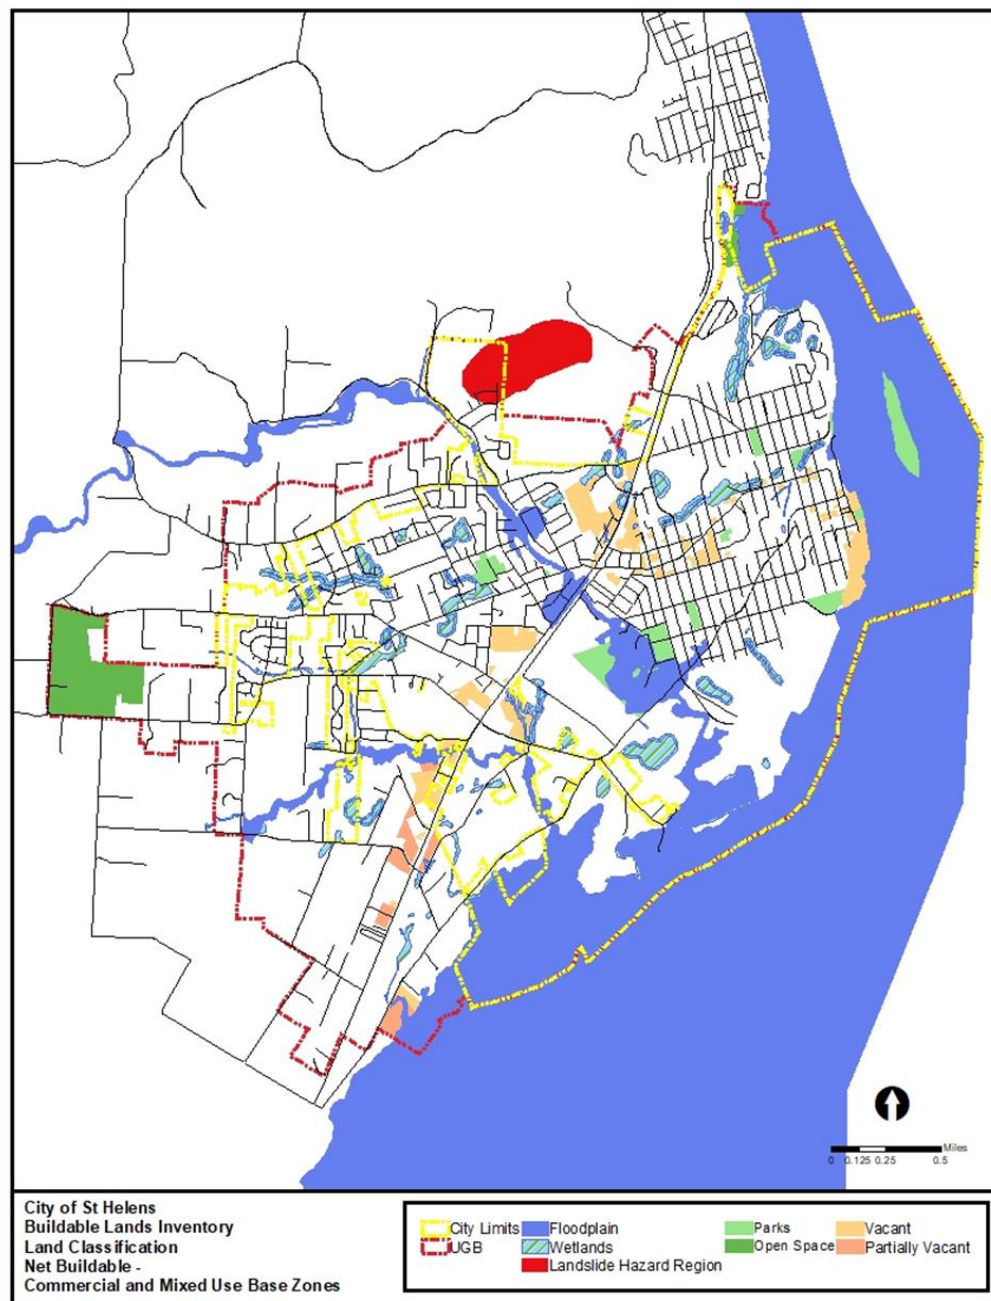 Miles
0 0.125 0.25 0.5
City of St Helens
Buildable Lands Inventory
Land Classification
Net Buildable -
Commercial and Mixed Use Base Zones
City Limits Floodplain Parks Vacant
UGB Wetlands Open Space Partially Vacant
Landslide Hazard Region